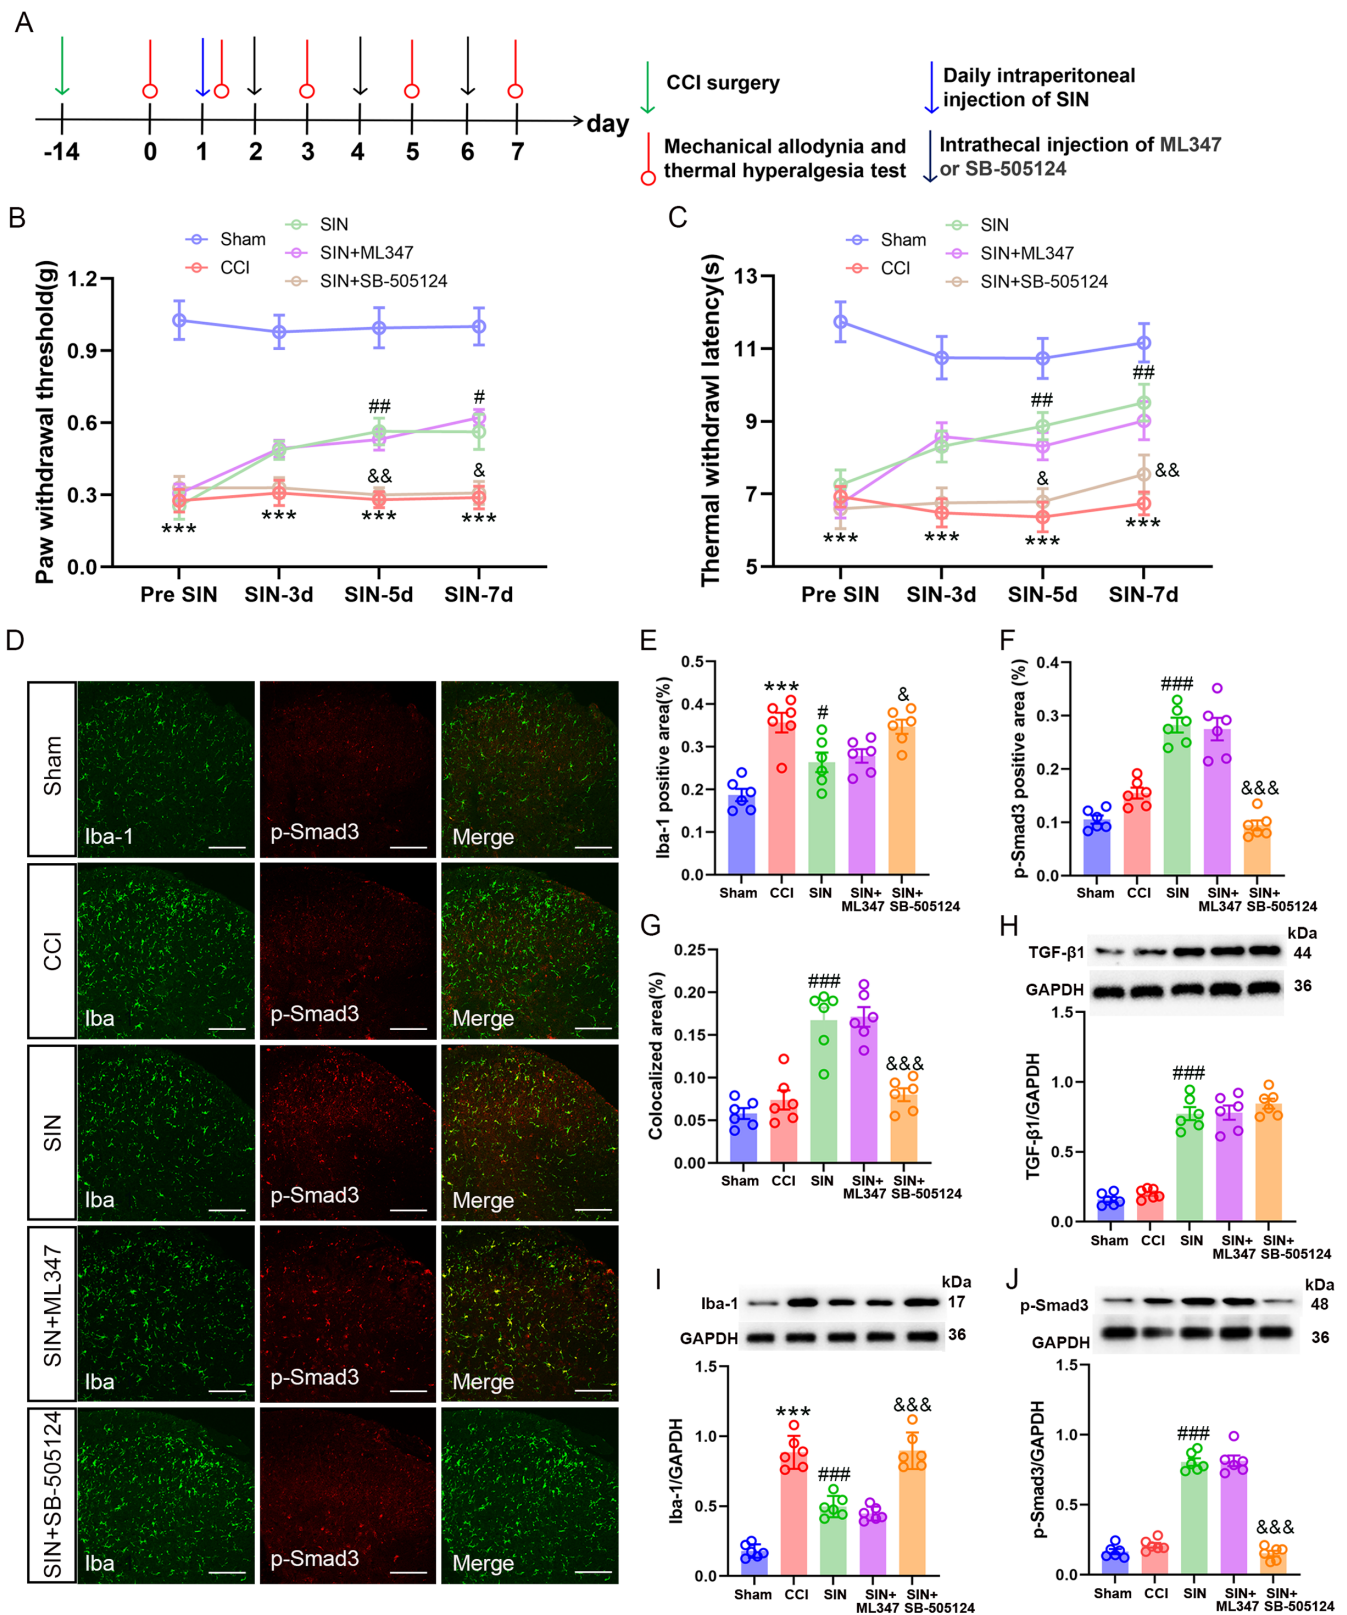 A
-14
0
1
2
3
4
5
6
7
day
CCI surgery
Mechanical allodynia and
thermal hyperalgesia test
Daily intraperitoneal
injection of SIN
Intrathecal injection of ML347
or SB-505124
B
Sham
CCI
SIN
SIN+ML347
SIN+SB-505124
Paw withdrawal threshold(g)
1.2
0.9
0.6
0.3
0.0
***
***
***
***
##
#
&&
&
Pre SIN
SIN-3d
SIN-5d
SIN-7d
C
Sham
CCI
SIN
SIN+ML347
SIN+SB-505124
Thermal withdrawl latency(s)
13
11
9
7
5
***
***
***
***
##
##
&
&&
Pre SIN
SIN-3d
SIN-5d
SIN-7d
D
Sham
Iba-1
p-Smad3
Merge
CCI
Iba
p-Smad3
Merge
SIN
Iba
p-Smad3
Merge
SIN+ML347
Iba
p-Smad3
Merge
SIN+SB-505124
Iba
p-Smad3
Merge
E
Iba-1 positive area(%)
0.5
0.4
0.3
0.2
0.1
0.0
***
#
&
Sham
CCI
SIN
SIN+
ML347
SIN+
SB-505124
F
p-Smad3 positive area (%)
0.4
0.3
0.2
0.1
0.0
###
&&&
Sham
CCI
SIN
SIN+
ML347
SIN+
SB-505124
G
Colocalized area(%)
0.25
0.20
0.15
0.10
0.05
0.00
###
&&&
Sham
CCI
SIN
SIN+
ML347
SIN+
SB-505124
H
kDa
TGF-β1
44
GAPDH
36
TGF-β1/GAPDH
1.5
1.0
0.5
0.0
###
Sham
CCI
SIN
SIN+
ML347
SIN+
SB-505124
I
kDa
Iba-1
17
GAPDH
36
Iba-1/GAPDH
1.5
1.0
0.5
0.0
***
###
&&&
Sham
CCI
SIN
SIN+
ML347
SIN+
SB-505124
J
kDa
p-Smad3
48
GAPDH
36
p-Smad3/GAPDH
1.5
1.0
0.5
0.0
###
&&&
Sham
CCI
SIN
SIN+
ML347
SIN+
SB-505124